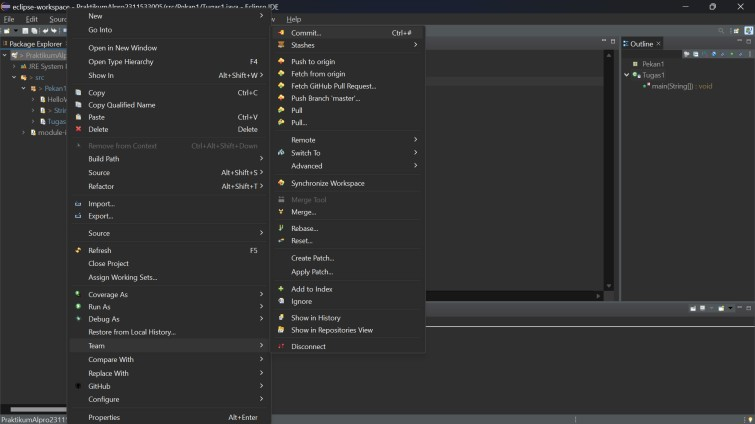 eclipse-workspace - PraktikumAlpro2311533005/src/Pekan1/Tugas1.java - Eclipse IDE
File Edit Source
Help
Package Explorer
PraktikumAlp
JRE System
src
Pekan1
HelloW
Strin
Tugas
module-i
New
Go Into
Open in New Window
Open Type Hierarchy F4
Show In Alt+Shift+W
Copy Ctrl+C
Copy Qualified Name
Paste Ctrl+V
Delete Delete
Remove from Context Ctrl+Alt+Shift+Down
Build Path
Source Alt+Shift+S
Refactor Alt+Shift+T
Import...
Export...
Source
Refresh F5
Close Project
Assign Working Sets...
Coverage As
Run As
Debug As
Restore from Local History...
Team
Compare With
Replace With
GitHub
Configure
Properties Alt+Enter
Commit... Ctrl+#
Stashes
Push to origin
Fetch from origin
Fetch GitHub Pull Request...
Push Branch 'master'...
Pull
Pull...
Remote
Switch To
Advanced
Synchronize Workspace
Merge Tool
Merge...
Rebase...
Reset...
Create Patch...
Apply Patch...
Add to Index
Ignore
Show in History
Show in Repositories View
Disconnect
Outline
Pekan1
Tugas1
main(String[]) : void
PraktikumAlpro2311